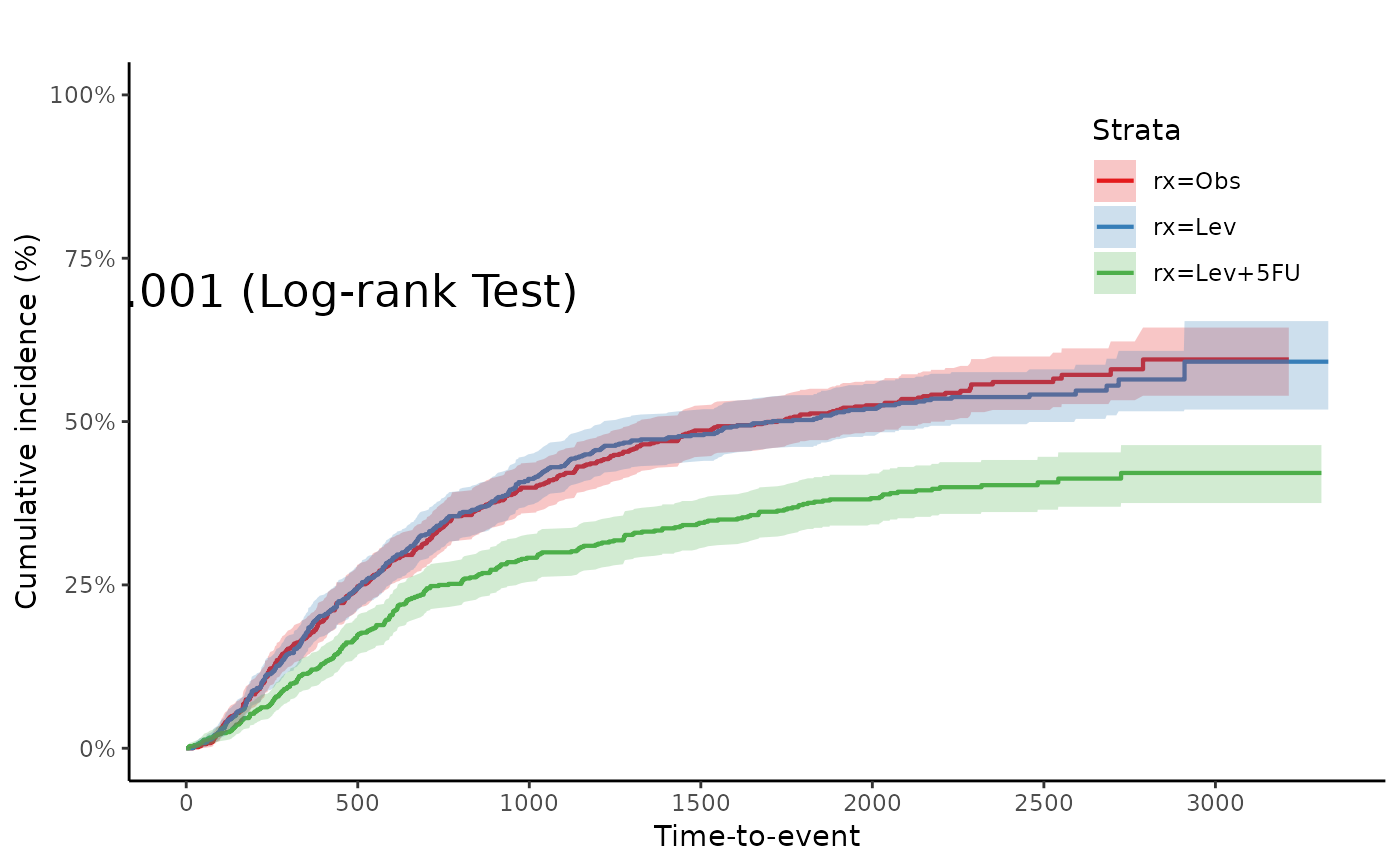 100%
Strata
rx=Obs
rx=Lev
75%
rx=Lev+5FU
.001 (Log-rank Test)
Cumulative incidence (%)
50%
25%
0%
0 500 1000 1500 2000 2500 3000
Time-to-event